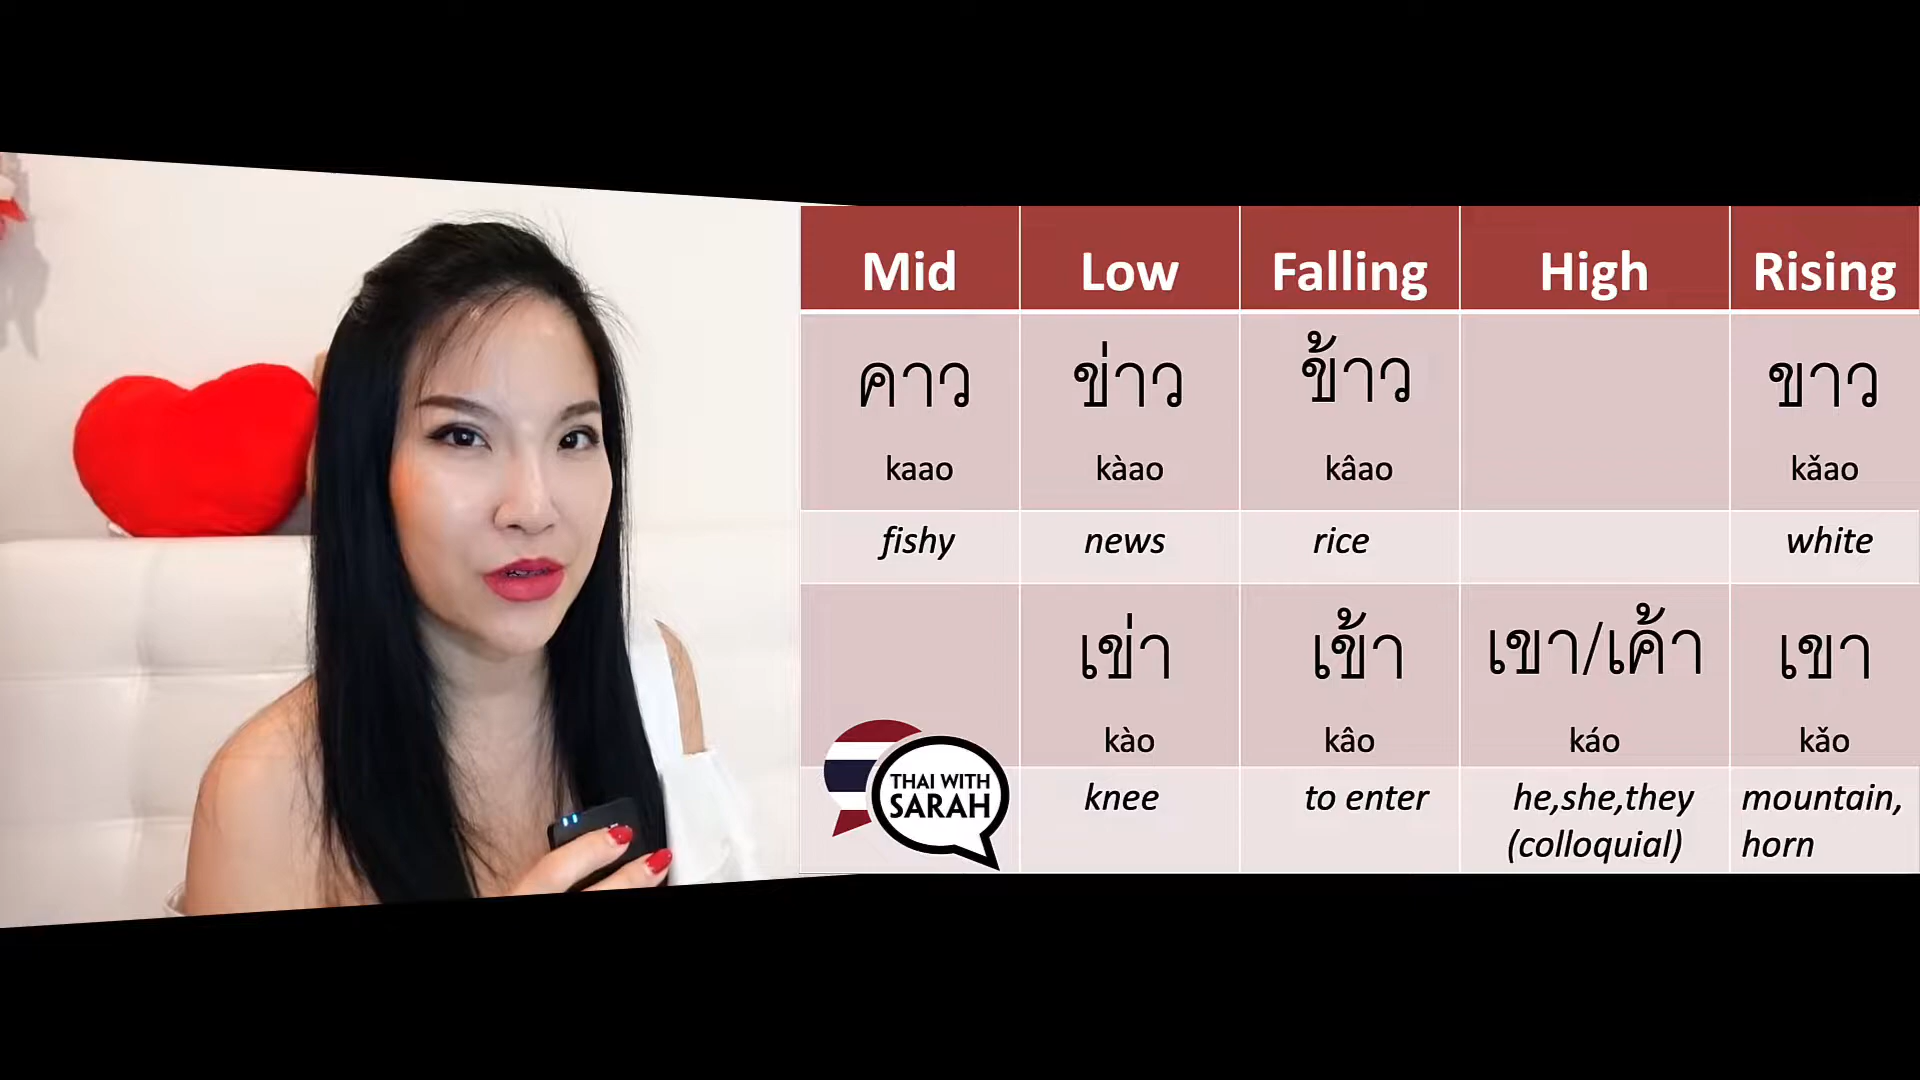 Mid Low Falling High Rising
คาว ข่าว ข้าว ขาว
kaao kàao kâao kǎao
fishy news rice white
เข่า เข้า เขา/เค้า เขา
kào kâo káo kǎo
knee to enter he,she,they mountain,
(colloquial) horn
THAI WITH
SARAH